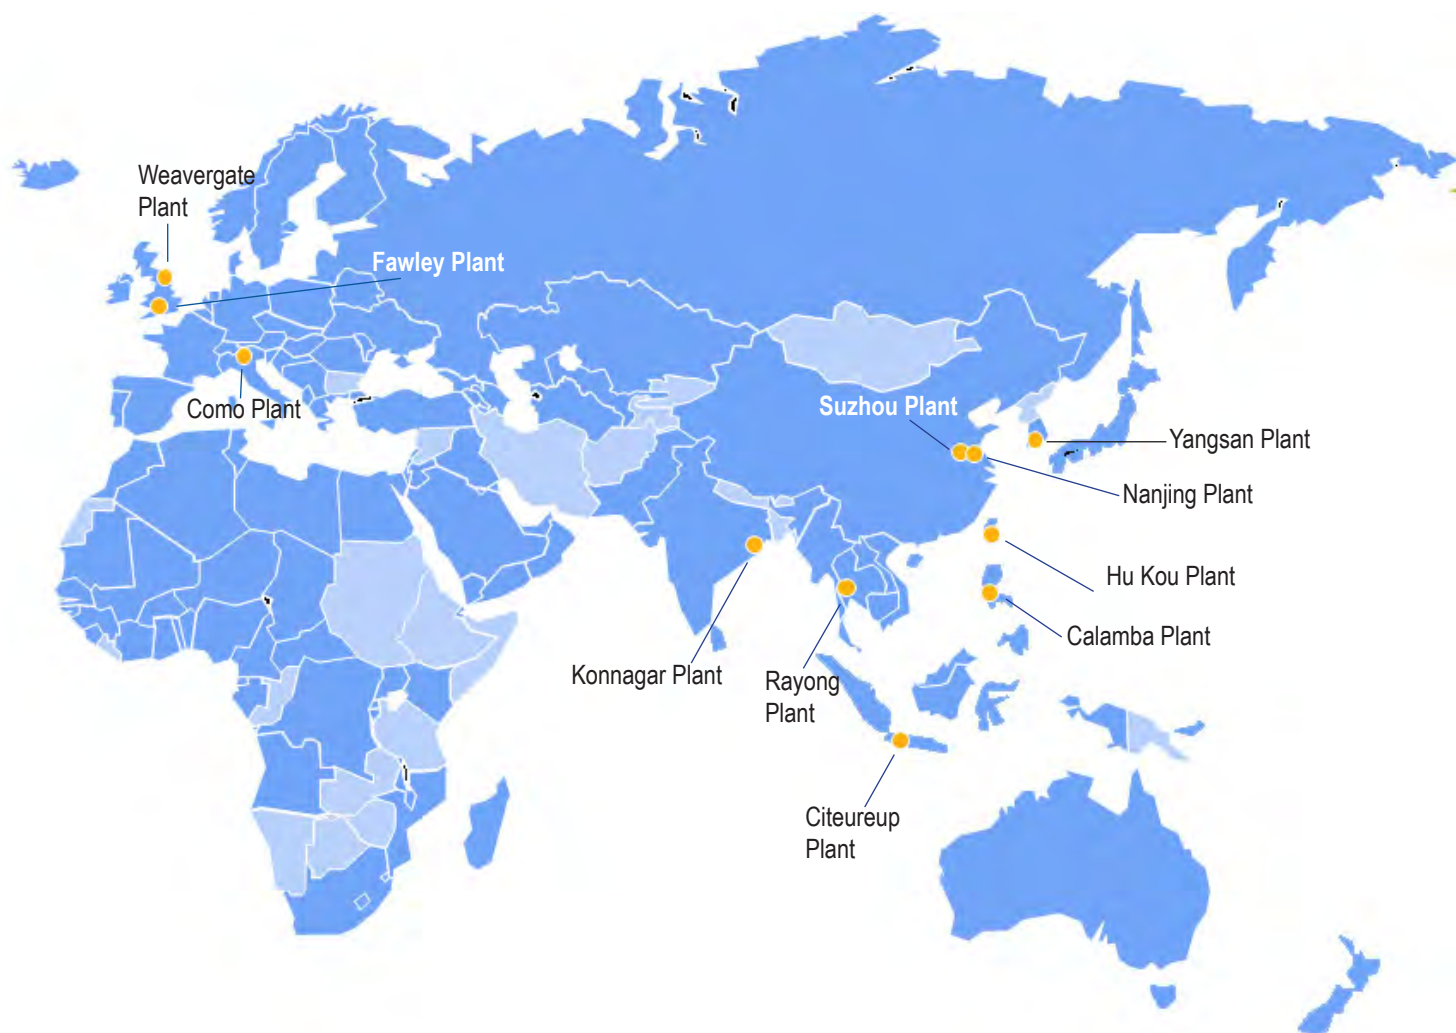 Weavergate
Plant
Fawley Plant
Como Plant
Suzhou Plant
Yangsan Plant
Nanjing Plant
Hu Kou Plant
Calamba Plant
Konnagar Plant
Rayong
Plant
Citeureup
Plant